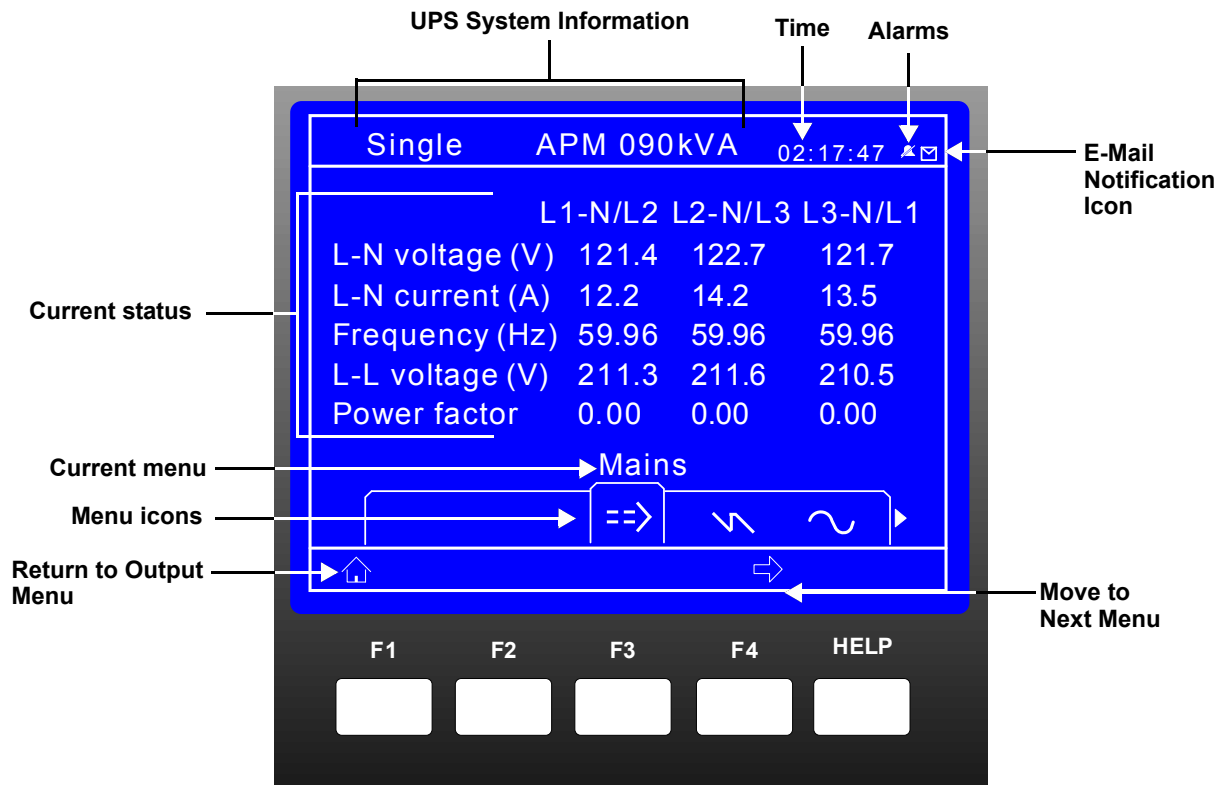 UPS System Information
Time
Alarms
Single APM 090kVA 02:17:47
E-Mail
Notification
Icon
L1-N/L2 L2-N/L3 L3-N/L1
L-N voltage (V) 121.4 122.7 121.7
L-N current (A) 12.2 14.2 13.5
Frequency (Hz) 59.96 59.96 59.96
L-L voltage (V) 211.3 211.6 210.5
Power factor 0.00 0.00 0.00
Current status
Current menu
Mains
Menu icons
Return to Output
Menu
Move to
Next Menu
F1 F2 F3 F4 HELP